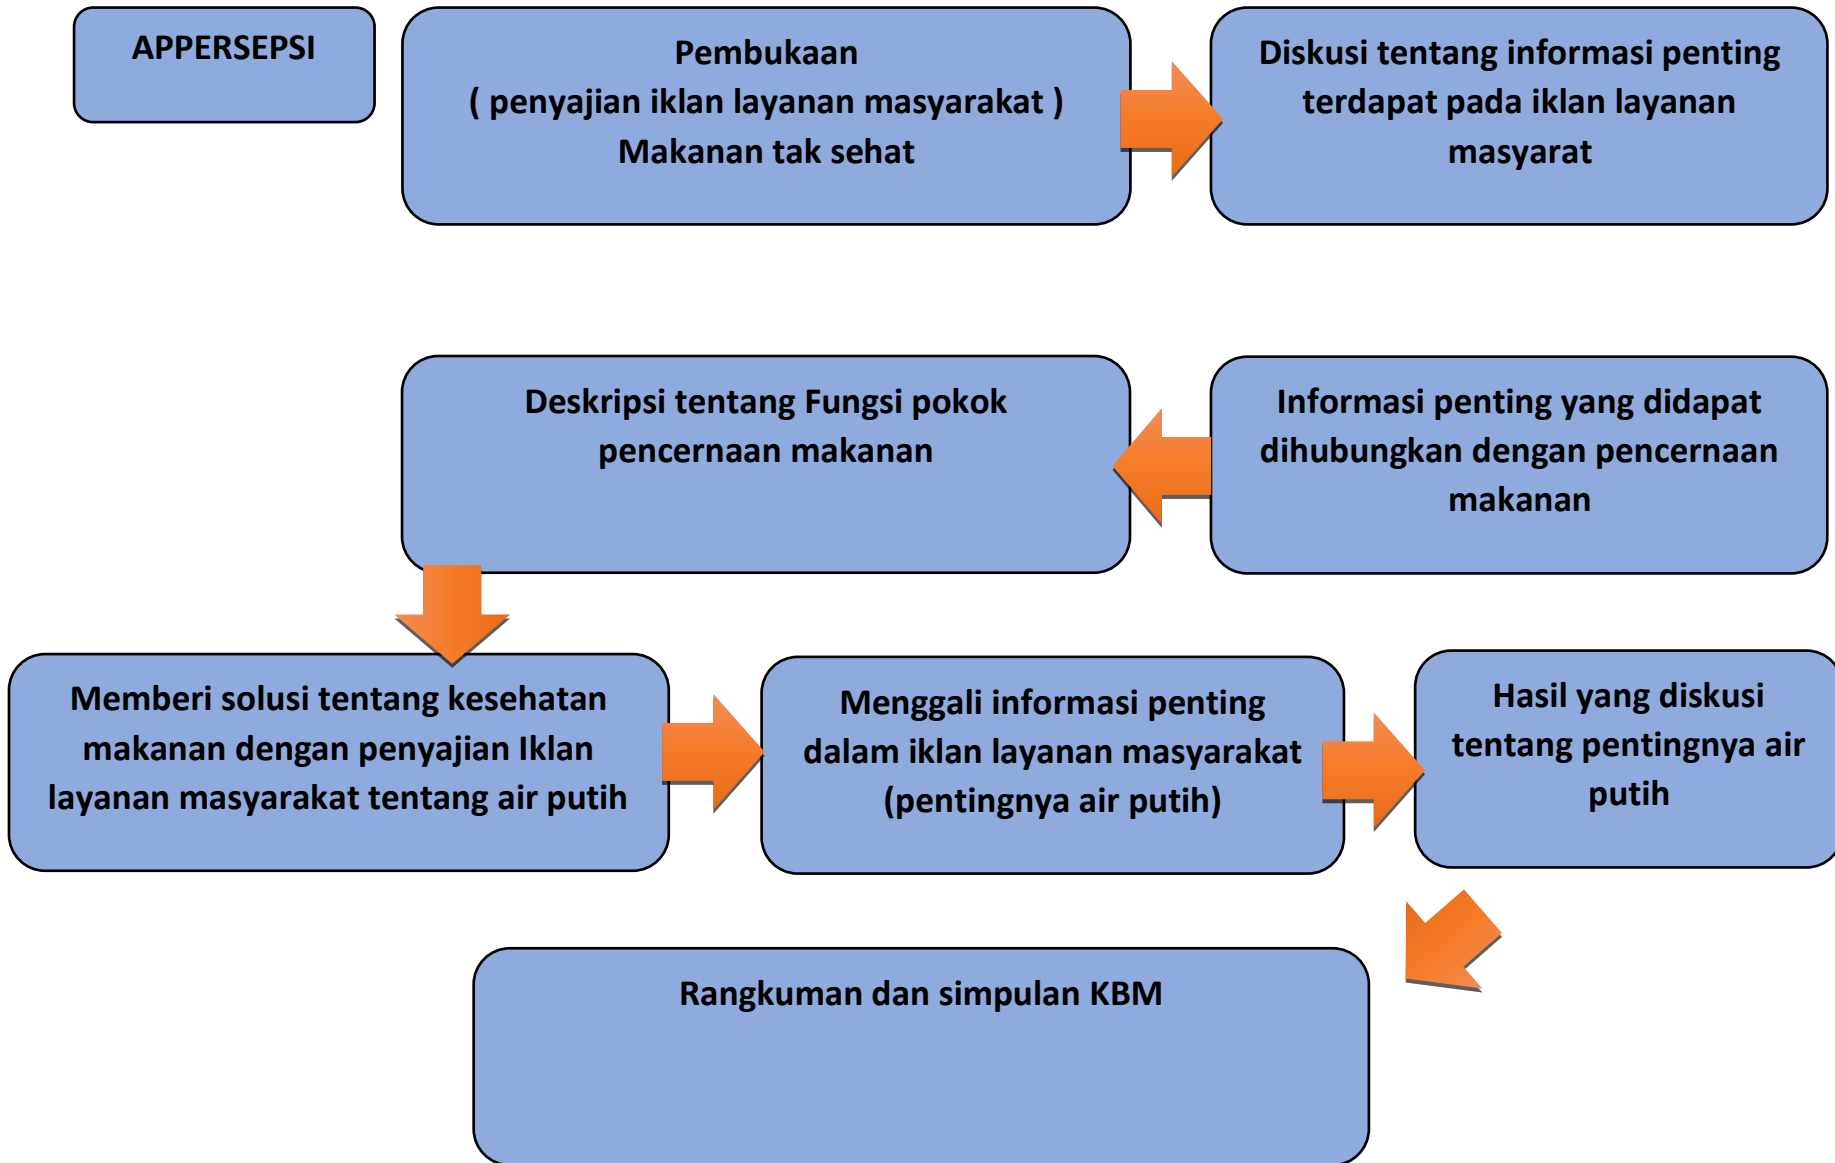 APPERSEPSI
Pembukaan
( penyajian iklan layanan masyarakat )
Makanan tak sehat
Diskusi tentang informasi penting
terdapat pada iklan layanan
masyarat
Informasi penting yang didapat
dihubungkan dengan pencernaan
makanan
Deskripsi tentang Fungsi pokok
pencernaan makanan
Memberi solusi tentang kesehatan
makanan dengan penyajian Iklan
layanan masyarakat tentang air putih
Menggali informasi penting
dalam iklan layanan masyarakat
(pentingnya air putih)
Hasil yang diskusi
tentang pentingnya air
putih
Rangkuman dan simpulan KBM